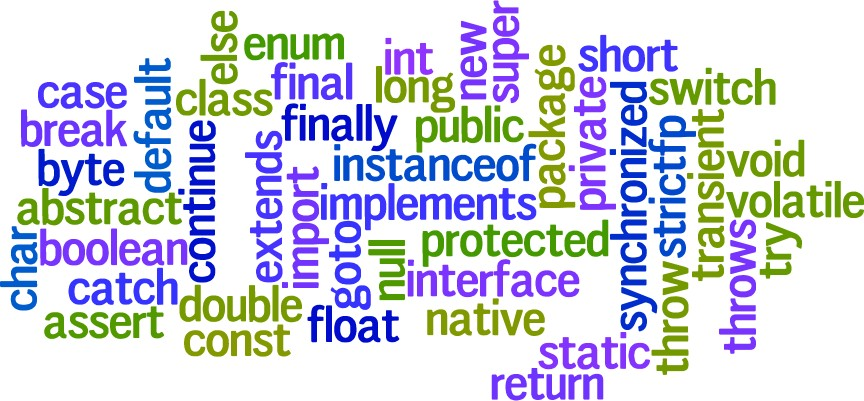 else
enum
int
new
super
short
case
default
class
final
long
package
private
switch
break
continue
finally
public
synchronized
strictfp
transient
byte
extends
instanceof
void
abstract
import
implements
volatile
char
boolean
goto
null
protected
try
catch
interface
throw
throws
assert
double
const
float
native
static
return